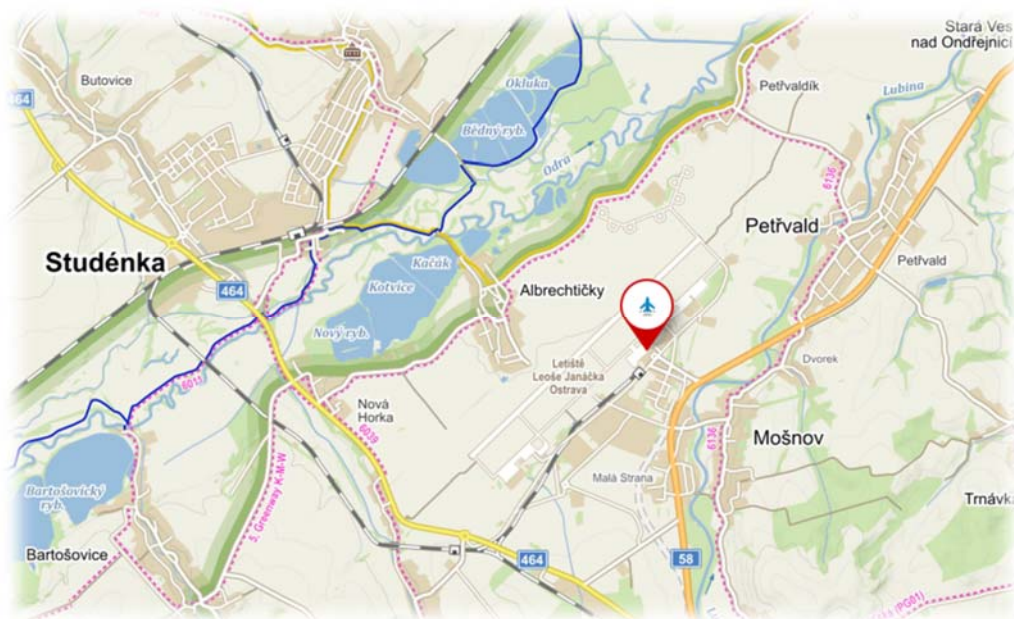 Stará Ves
nad Ondřejnicí
Butovice
464
Okluka
Petřvaldík
Lubina
Bědný ryb.
Odra
6136
Petřvald
Studénka
Petřvald
Kačák
464
Kotvice
Albrechtičky
Nový ryb.
Letiště
Leoše Janáčka
Ostrava
Dvorek
6011
Nová
Horka
6039
Mošnov
6136
Malá Strana
Bartošovický
ryb.
5, Greenway K-M-W
Trnávk
Bartošovice
464
58
(PG01)